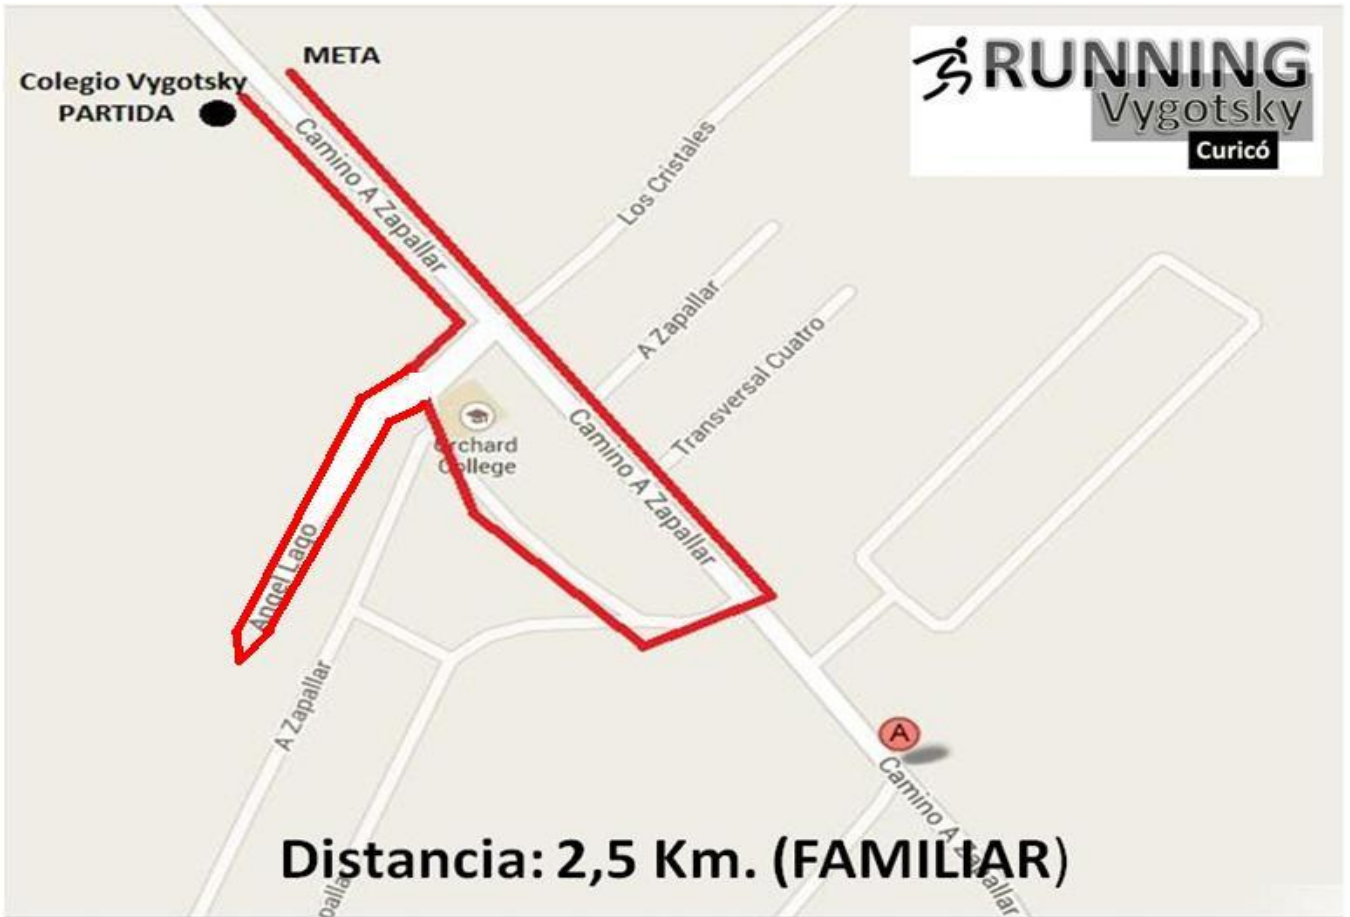 META
Colegio Vygotsky
PARTIDA
RUNNING
Vygotsky
Curicó
Camino A Zapallar
Los Cristales
A Zapallar
Transversal Cuatro
Orchard
College
Camino A Zapallar
Angel Lago
A Zapallar
A
Camino A Zapallar
Distancia: 2,5 Km. (FAMILIAR)